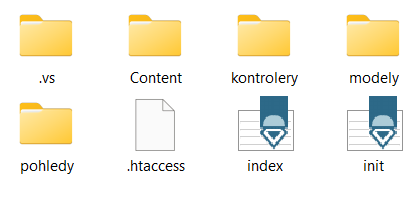 .vs
Content
kontrolery
modely
pohledy
.htaccess
index
init